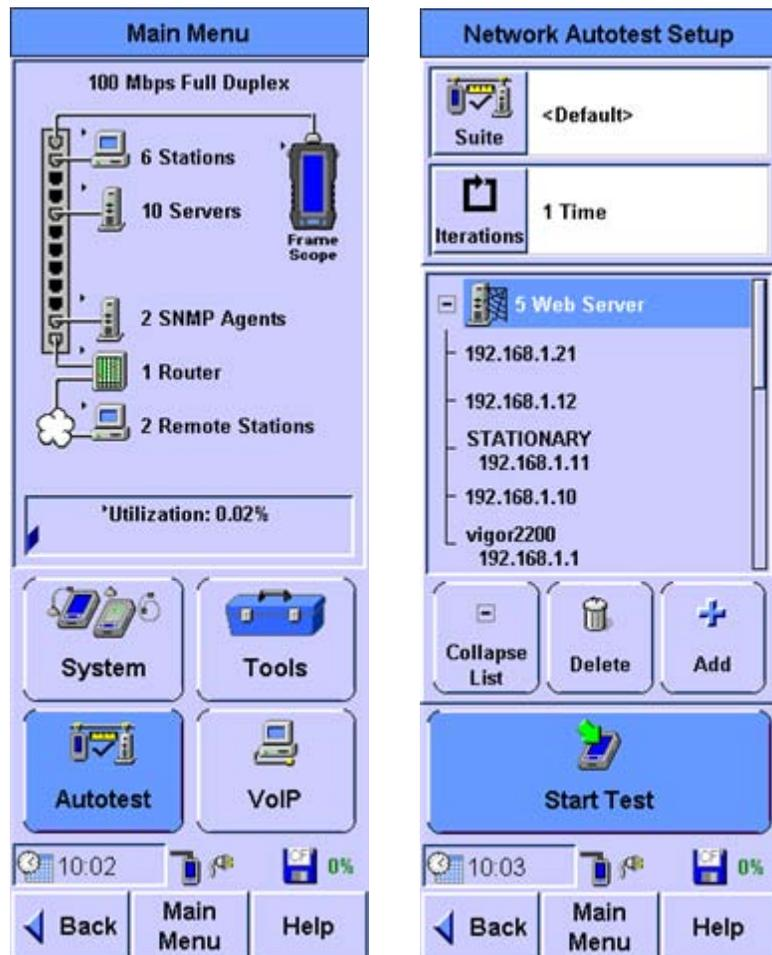 Main Menu
100 Mbps Full Duplex
6 Stations
10 Servers
Frame
Scope
2 SNMP Agents
1 Router
2 Remote Stations
Utilization: 0.02%
System
Tools
Autotest
VoIP
10:02
CF
0%
Back
Main
Menu
Help
Network Autotest Setup
Suite
<Default>
Iterations
1 Time
5 Web Server
192.168.1.21
192.168.1.12
STATIONARY
192.168.1.11
192.168.1.10
vigor2200
192.168.1.1
Collapse
List
Delete
Add
Start Test
10:03
CF
0%
Back
Main
Menu
Help